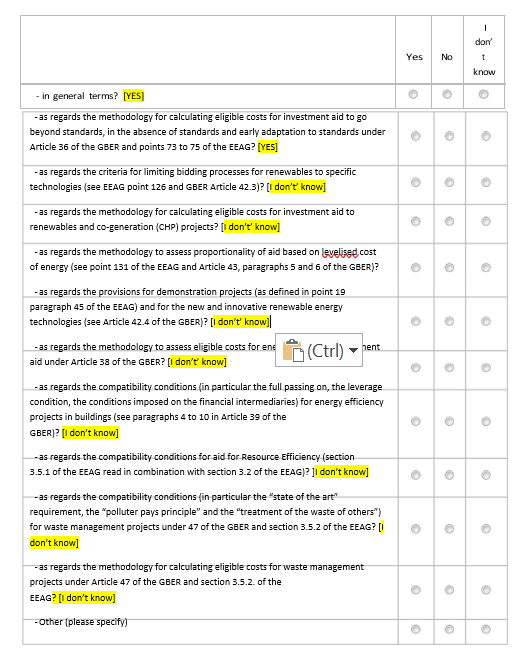 I
don'
t
know
Yes
No
- in general terms? [YES]
- as regards the methodology for calculating eligible costs for investment aid to go
beyond standards, in the absence of standards and early adaptation to standards under
Article 36 of the GBER and points 73 to 75 of the EEAG? [YES]
- as regards the criteria for limiting bidding processes for renewables to specific
technologies (see EEAG point 126 and GBER Article 42.3)? [I don't' know]
- as regards the methodology for calculating eligible costs for investment aid to
renewables and co-generation (CHP) projects? [I don't' know]
- as regards the methodology to assess proportionality of aid based on levelised cost
of energy (see point 131 of the EEAG and Article 43, paragraphs 5 and 6 of the GBER)?
- as regards the provisions for demonstration projects (as defined in point 19
paragraph 45 of the EEAG) and for the new and innovative renewable energy
technologies (see Article 42.4 of the GBER)? [I don't' know]
- as regards the methodology to assess eligible costs for
aid under Article 38 of the GBER? [I don't' know]
(Ctrl)
- as regards the compatibility conditions (in particular the full passing on, the leverage
condition, the conditions imposed on the financial intermediaries) for energy efficiency
projects in buildings (see paragraphs 4 to 10 in Article 39 of the
GBER)? [I don't know]
- as regards the compatibility conditions for aid for Resource Efficiency (section
3.5.1 of the EEAG read in combination with section 3.2 of the EEAG)? ]I don't know]
- as regards the compatibility conditions (in particular the "state of the art"
requirement, the "polluter pays principle" and the "treatment of the waste of others")
for waste management projects under 47 of the GBER and section 3.5.2 of the EEAG? [I
don't know]
- as regards the methodology for calculating eligible costs for waste management
projects under Article 47 of the GBER and section 3.5.2. of the
EEAG? [I don't know]
- Other (please specify)